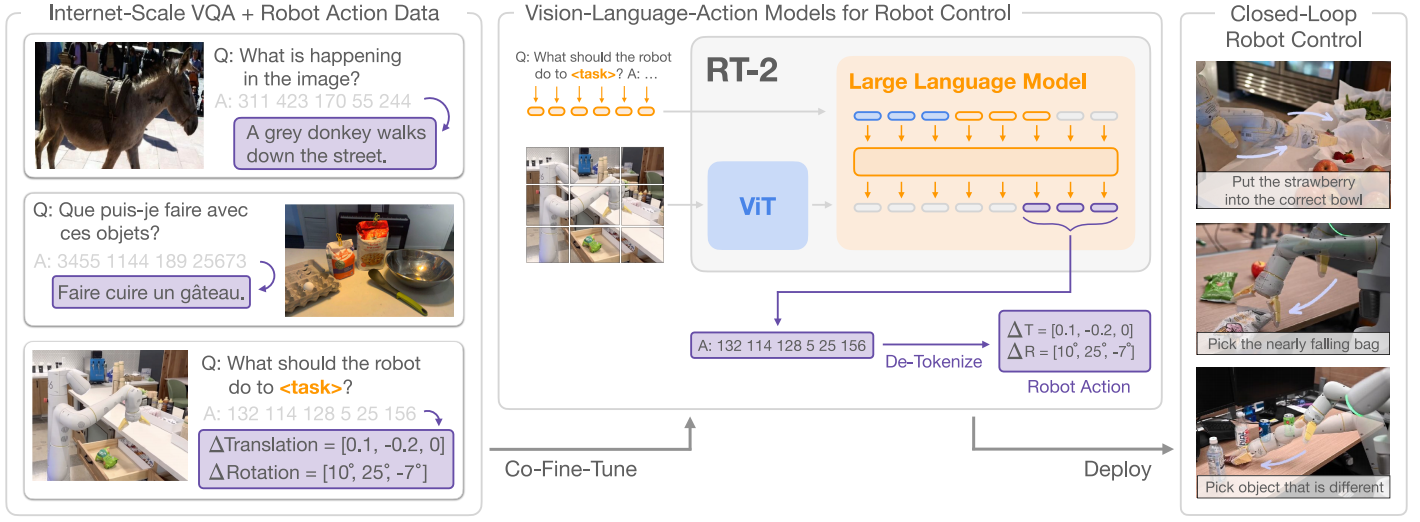 Internet-Scale VQA + Robot Action Data
Q: What is happening
in the image?
A: 311 423 170 55 244
A grey donkey walks
down the street.
Q: Que puis-je faire avec
ces objets?
A: 3455 1144 189 25673
Faire cuire un gâteau.
Q: What should the robot
do to <task>?
A: 132 114 128 5 25 156
ΔTranslation = [0.1, -0.2, 0]
ΔRotation = [10°, 25°, -7°]
Co-Fine-Tune
Vision-Language-Action Models for Robot Control
Q: What should the robot
do to <task>? A: ...
RT-2
Large Language Model
ViT
A: 132 114 128 5 25 156
De-Tokenize
ΔT = [0.1, -0.2, 0]
ΔR = [10°, 25°, -7°]
Robot Action
Deploy
Closed-Loop
Robot Control
Put the strawberry
into the correct bowl
Pick the nearly falling bag
Pick object that is different